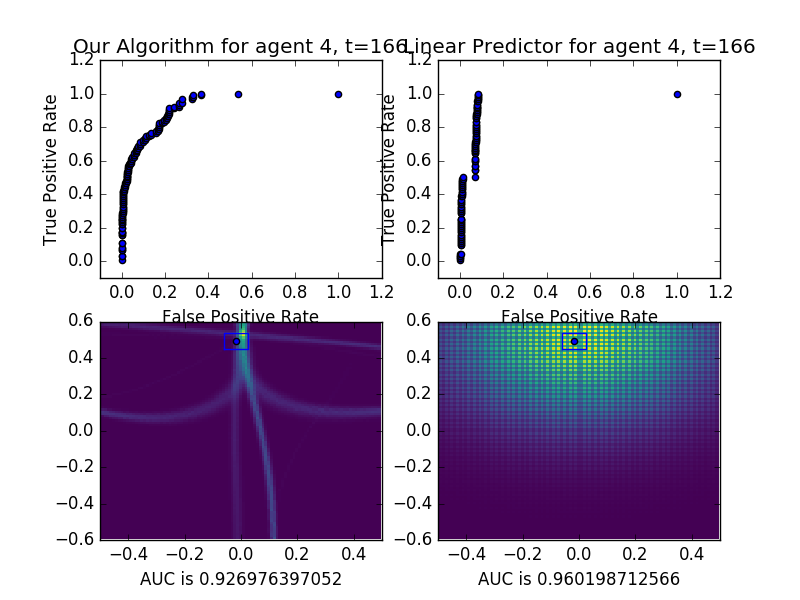 Our Algorithm for agent 4, t=166
Linear Predictor for agent 4, t=166
1.2
1.0
0.8
0.6
0.4
0.2
0.0
True Positive Rate
0.0 0.2 0.4 0.6 0.8 1.0 1.2
False Positive Rate
1.2
1.0
0.8
0.6
0.4
0.2
0.0
True Positive Rate
0.0 0.2 0.4 0.6 0.8 1.0 1.2
False Positive Rate
0.6
0.4
0.2
0.0
−0.2
−0.4
−0.6
−0.4 −0.2 0.0 0.2 0.4
AUC is 0.926976397052
0.6
0.4
0.2
0.0
−0.2
−0.4
−0.6
−0.4 −0.2 0.0 0.2 0.4
AUC is 0.960198712566